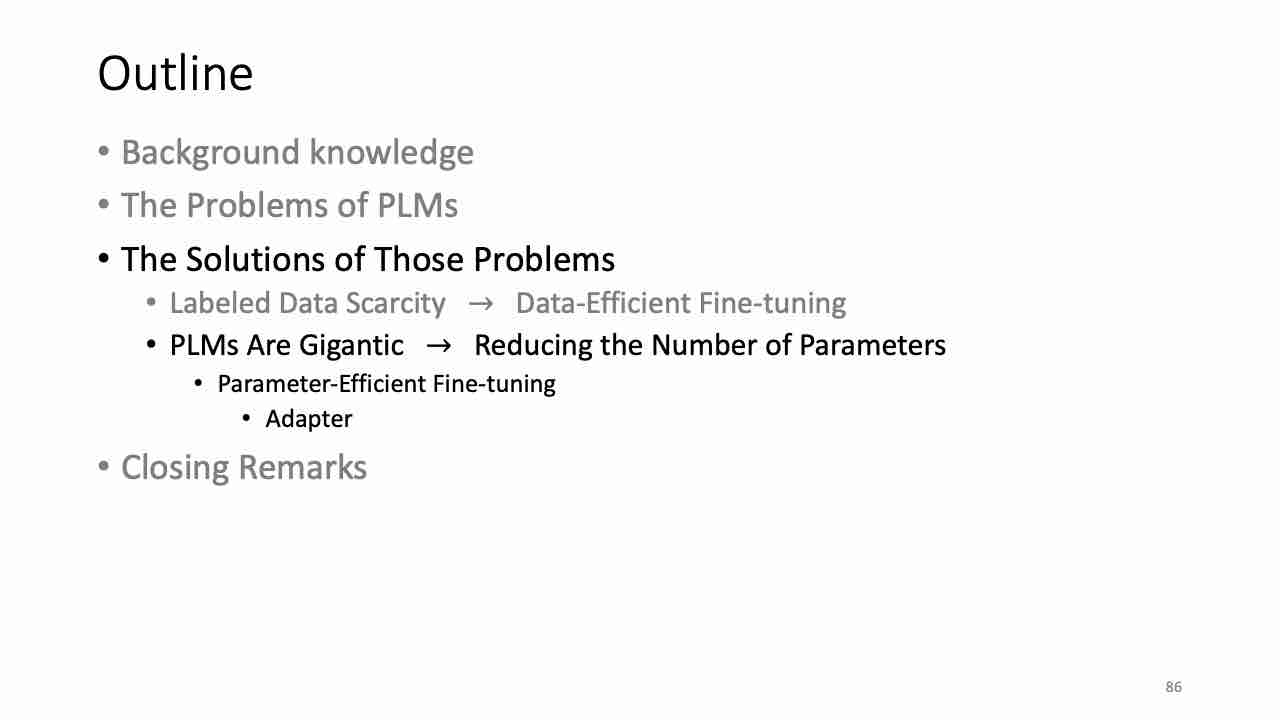 Outline
• Background knowledge
• The Problems of PLMs
• The Solutions of Those Problems
• Labeled Data Scarcity → Data-Efficient Fine-tuning
• PLMs Are Gigantic → Reducing the Number of Parameters
• Parameter-Efficient Fine-tuning
• Adapter
• Closing Remarks
86